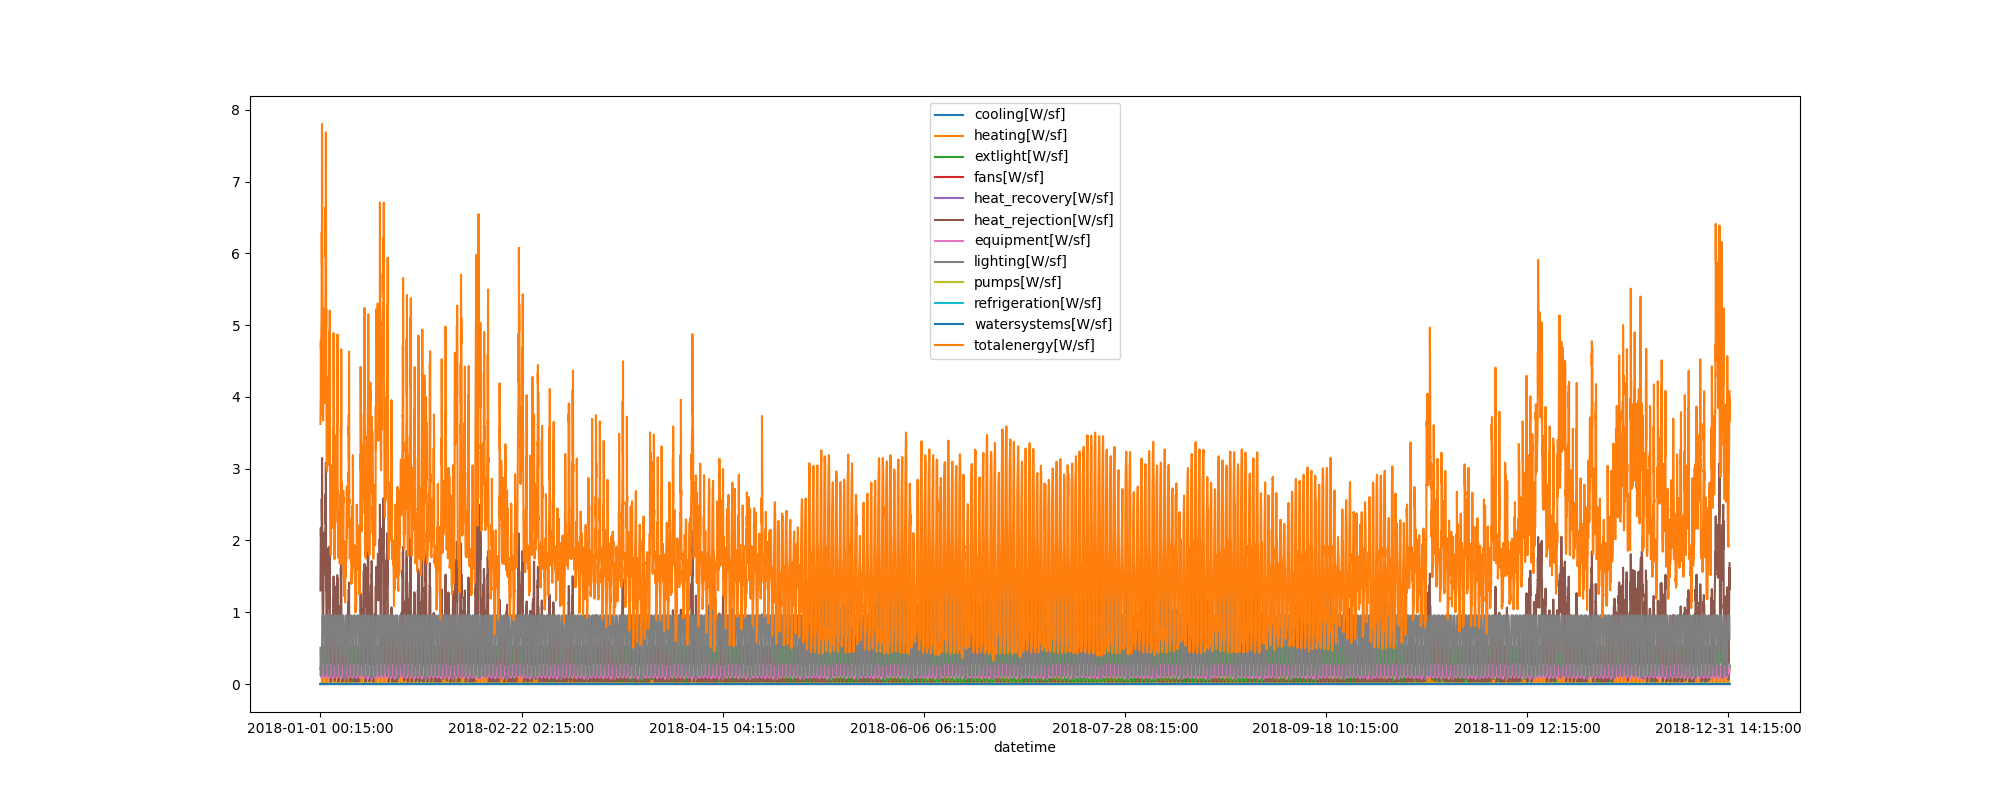 8
7
6
5
4
3
2
1
0
cooling[W/sf]
heating[W/sf]
extlight[W/sf]
fans[W/sf]
heat_recovery[W/sf]
heat_rejection[W/sf]
equipment[W/sf]
lighting[W/sf]
pumps[W/sf]
refrigeration[W/sf]
watersystems[W/sf]
totalenergy[W/sf]
2018-01-01 00:15:00 2018-02-22 02:15:00 2018-04-15 04:15:00 2018-06-06 06:15:00 2018-07-28 08:15:00 2018-09-18 10:15:00 2018-11-09 12:15:00 2018-12-31 14:15:00
datetime